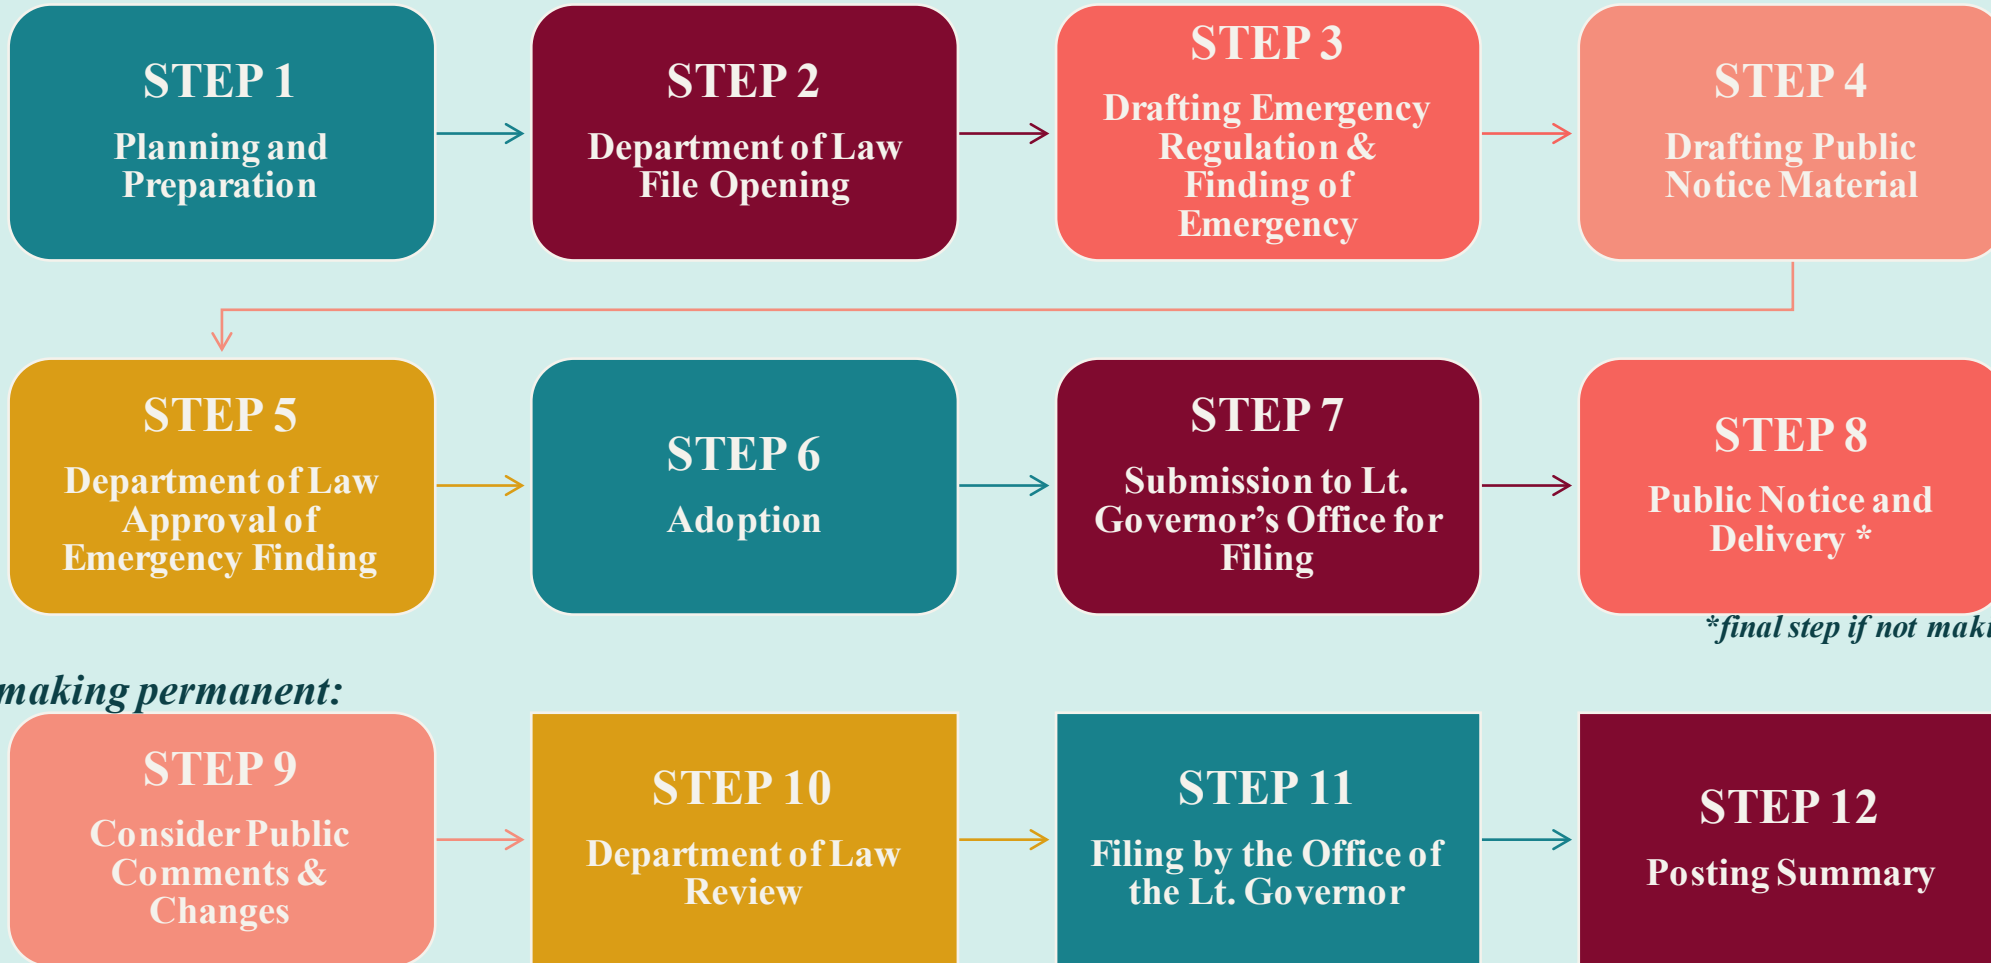 STEP 1
Planning and
Preparation
STEP 2
Department of Law
File Opening
STEP 3
Drafting Emergency
Regulation &
Finding of
Emergency
STEP 4
Drafting Public
Notice Material
STEP 5
Department of Law
Approval of
Emergency Finding
STEP 6
Adoption
STEP 7
Submission to Lt.
Governor’s Office for
Filing
STEP 8
Public Notice and
Delivery *
*final step if not
making permanent:
STEP 9
Consider Public
Comments &
Changes
STEP 10
Department of Law
Review
STEP 11
Filing by the Office of
the Lt. Governor
STEP 12
Posting Summary